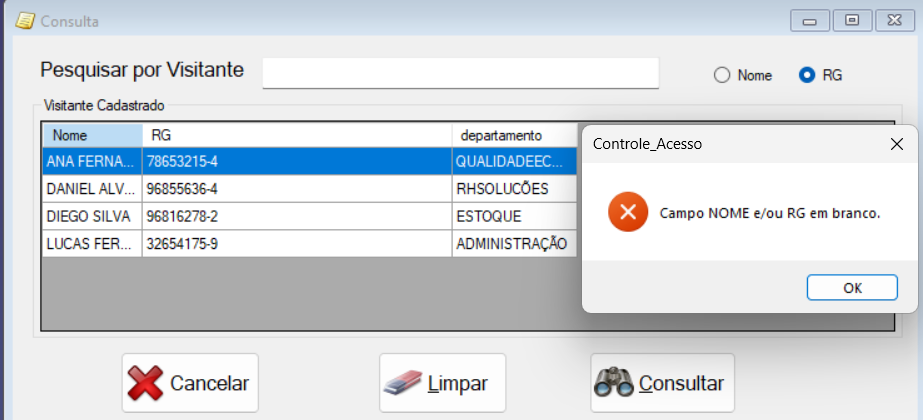 Consulta
Pesquisar por Visitante
Nome
RG
Visitante Cadastrado
Nome RG departamento
ANA FERNA... 78653215-4 QUALIDADEEC...
DANIEL ALV... 96855636-4 RHSOLUCÕES
DIEGO SILVA 96816278-2 ESTOQUE
LUCAS FER... 32654175-9 ADMINISTRAÇÃO
Controle_Acesso
Campo NOME e/ou RG em branco.
OK
Cancelar
Limpar
Consultar